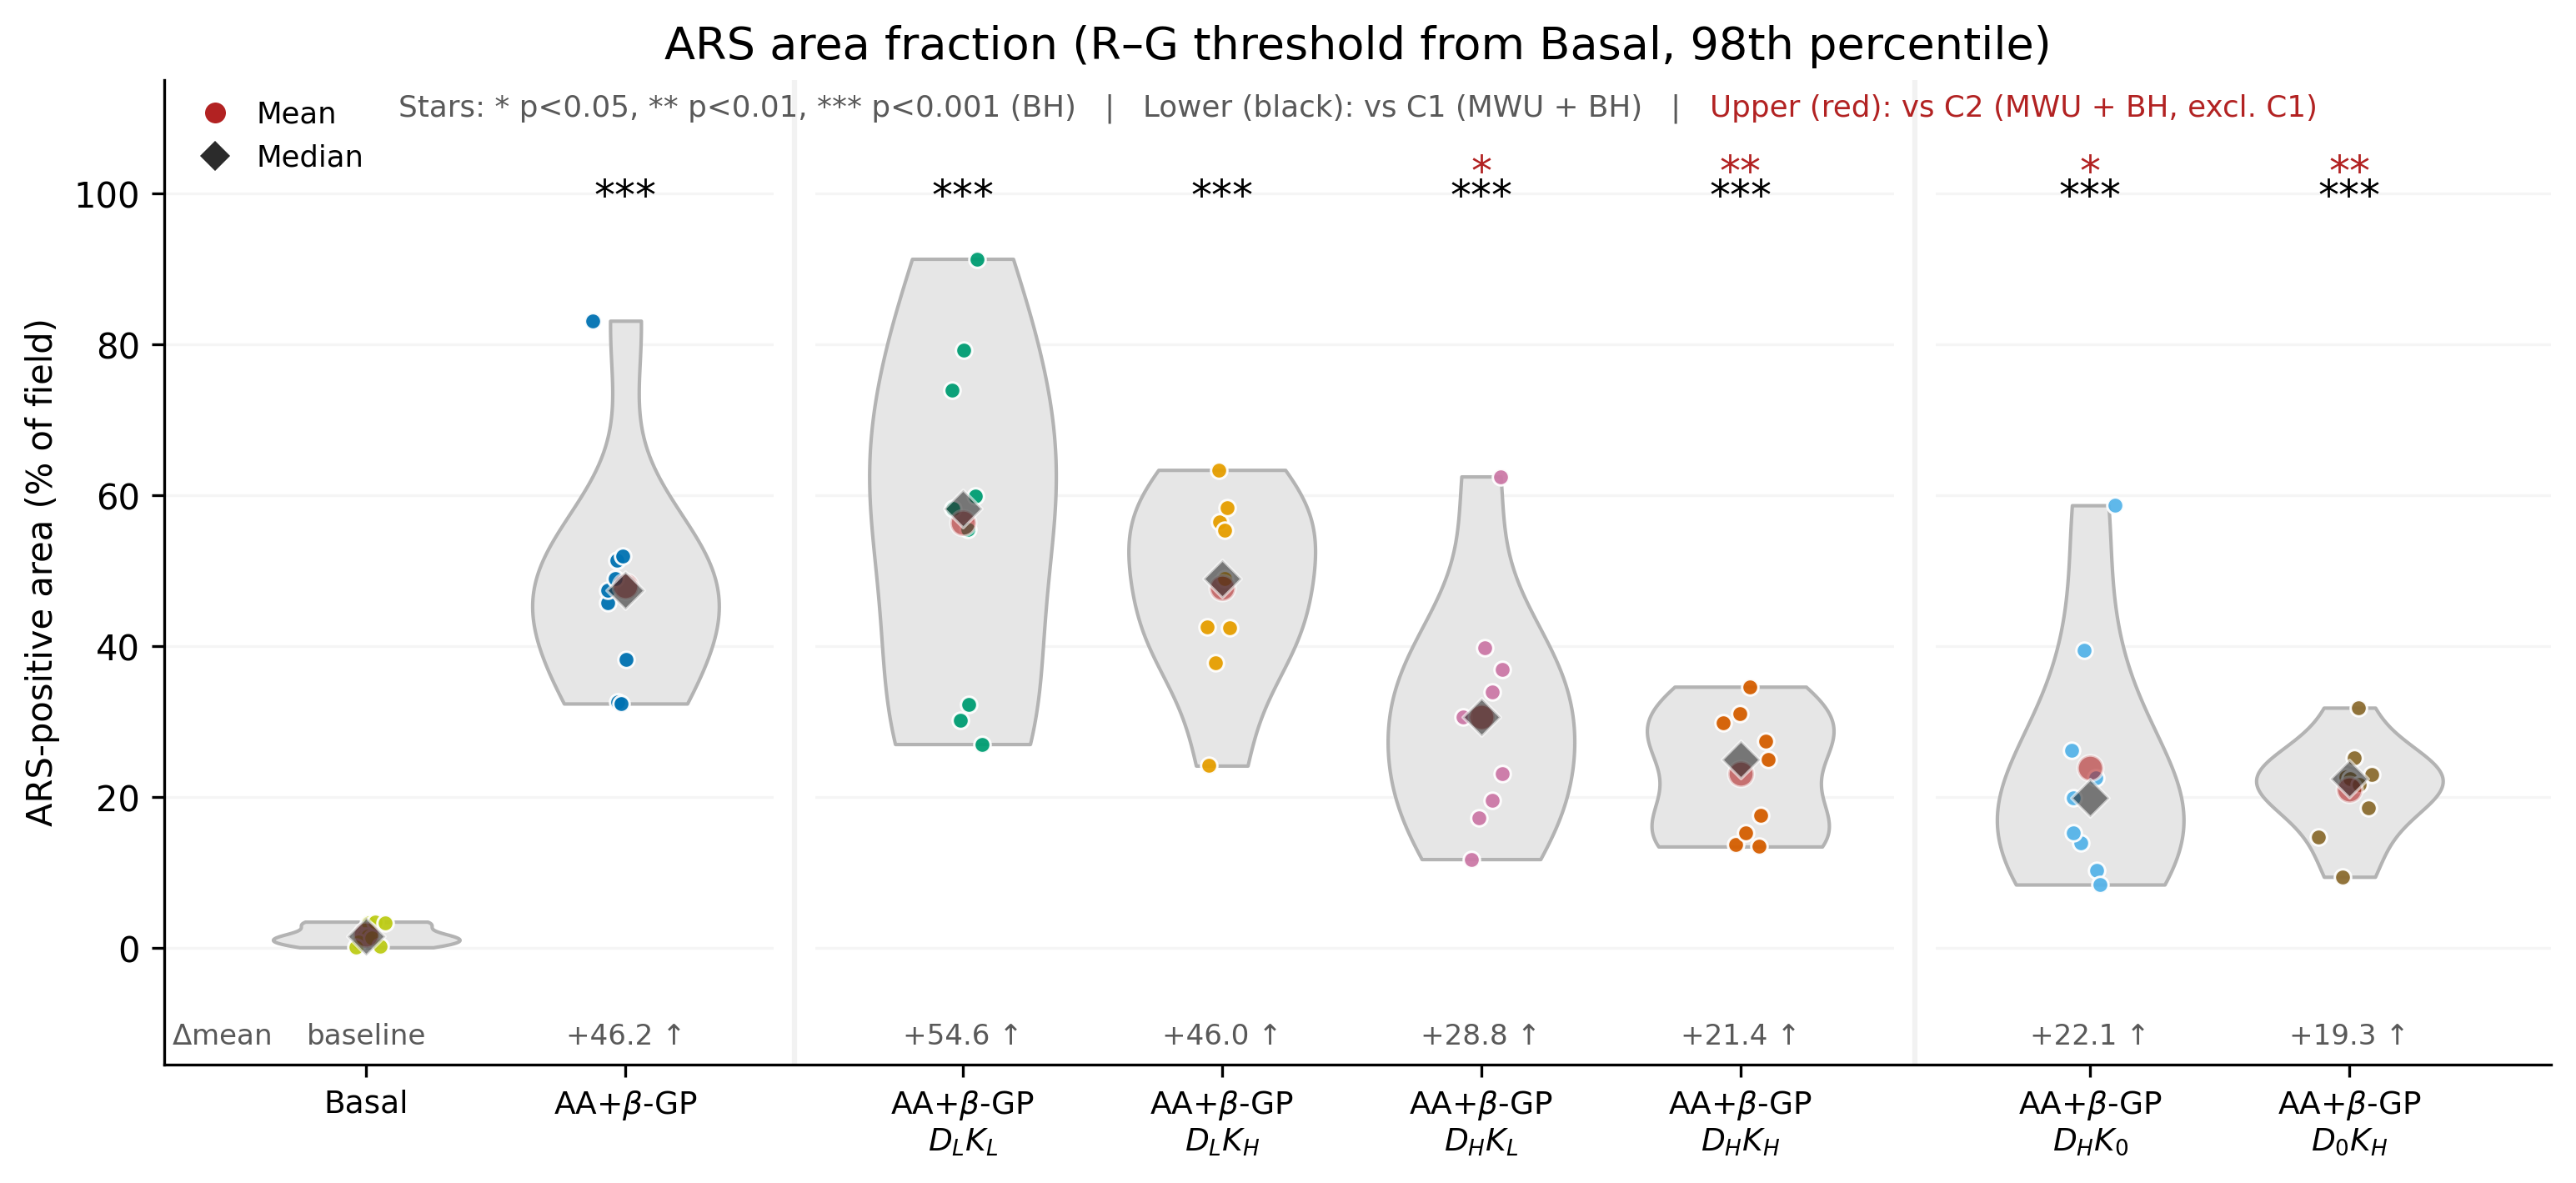 ARS area fraction (R–G threshold from Basal, 98th percentile)
Mean
Median
Stars: * p<0.05, ** p<0.01, *** p<0.001 (BH) | Lower (black): vs C1 (MWU + BH) | Upper (red): vs C2 (MWU + BH, excl. C1)
* ** * **
*** *** *** *** *** *** ***
ARS-positive area (% of field)
100
80
60
40
20
0
Δmean baseline +46.2 ↑ +54.6 ↑ +46.0 ↑ +28.8 ↑ +21.4 ↑ +22.1 ↑ +19.3 ↑
Basal AA+β-GP AA+β-GP AA+β-GP AA+β-GP AA+β-GP AA+β-GP AA+β-GP
D_LK_L D_LK_H D_HK_L D_HK_H D_HK_0 D_0K_H